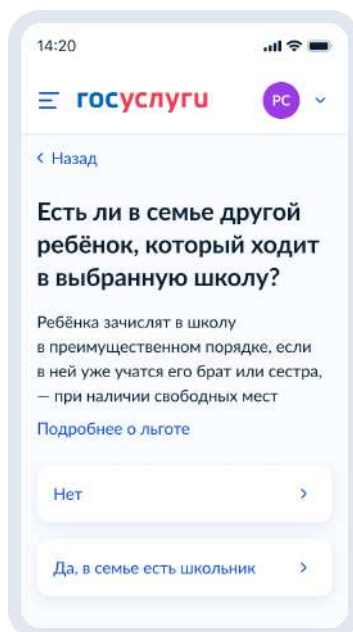 14:20
госуслуги
РС
Назад
Есть ли в семье другой
ребёнок, который ходит
в выбранную школу?
Ребёнка зачислят в школу
в преимущественном порядке, если
в ней уже учатся его брат или сестра,
— при наличии свободных мест
Подробнее о льготе
Нет
Да, в семье есть школьник